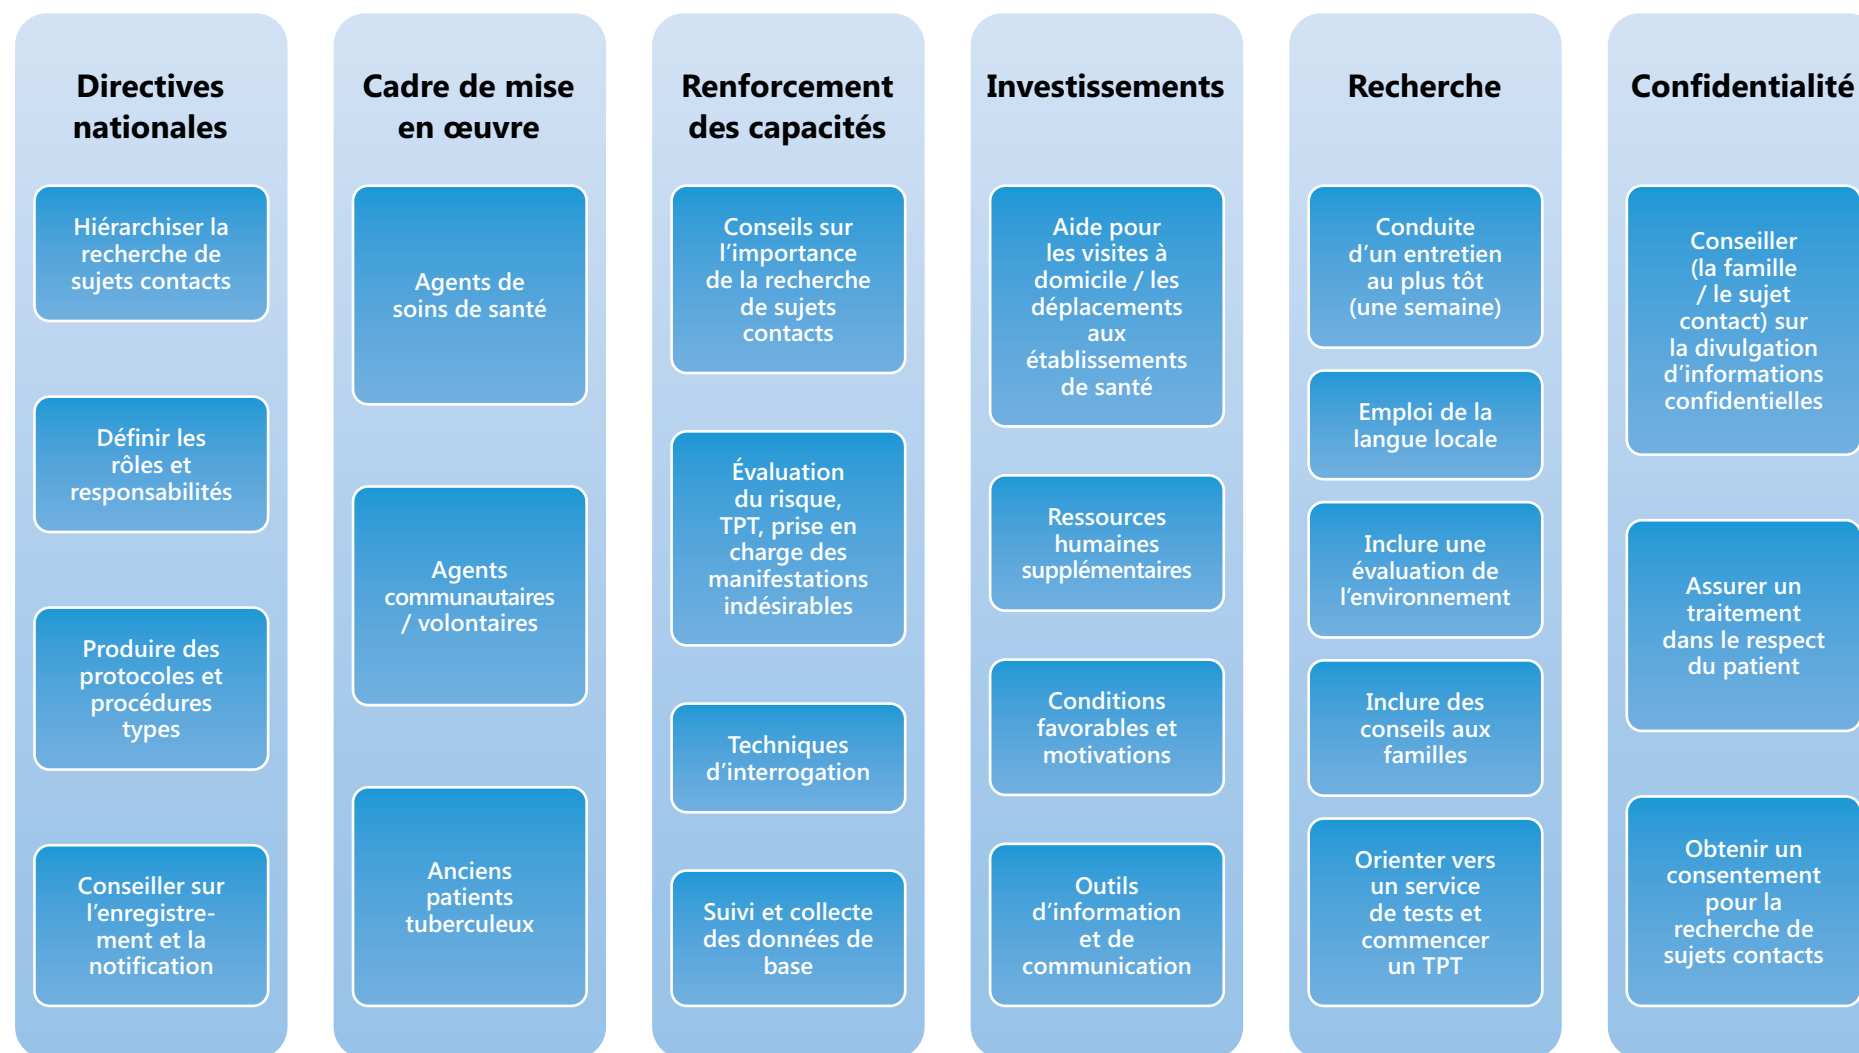 Directives
nationales
Hiérarchiser la
recherche de
sujets contacts
Définir les
rôles et
responsabilités
Produire des
protocoles et
procédures
types
Conseiller sur
l'enregistre-
ment et la
notification
Cadre de mise
en œuvre
Agents de
soins de santé
Agents
communautaires
/ volontaires
Anciens
patients
tuberculeux
Renforcement
des capacités
Conseils sur
l'importance
de la recherche
de sujets
contacts
Évaluation
du risque,
TPT, prise en
charge des
manifestations
indésirables
Techniques
d'interrogation
Suivi et collecte
des données de
base
Investissements
Aide pour
les visites à
domicile / les
déplacements
aux
établissements
de santé
Ressources
humaines
supplémentaires
Conditions
favorables et
motivations
Outils
d'information
et de
communication
Recherche
Conduite
d'un entretien
au plus tôt
(une semaine)
Emploi de la
langue locale
Inclure une
évaluation de
l'environnement
Inclure des
conseils aux
familles
Orienter vers
un service
de tests et
commencer
un TPT
Confidentialité
Conseiller
(la famille
/ le sujet
contact) sur
la divulgation
d'informations
confidentielles
Assurer un
traitement
dans le respect
du patient
Obtenir un
consentement
pour la
recherche de
sujets contacts